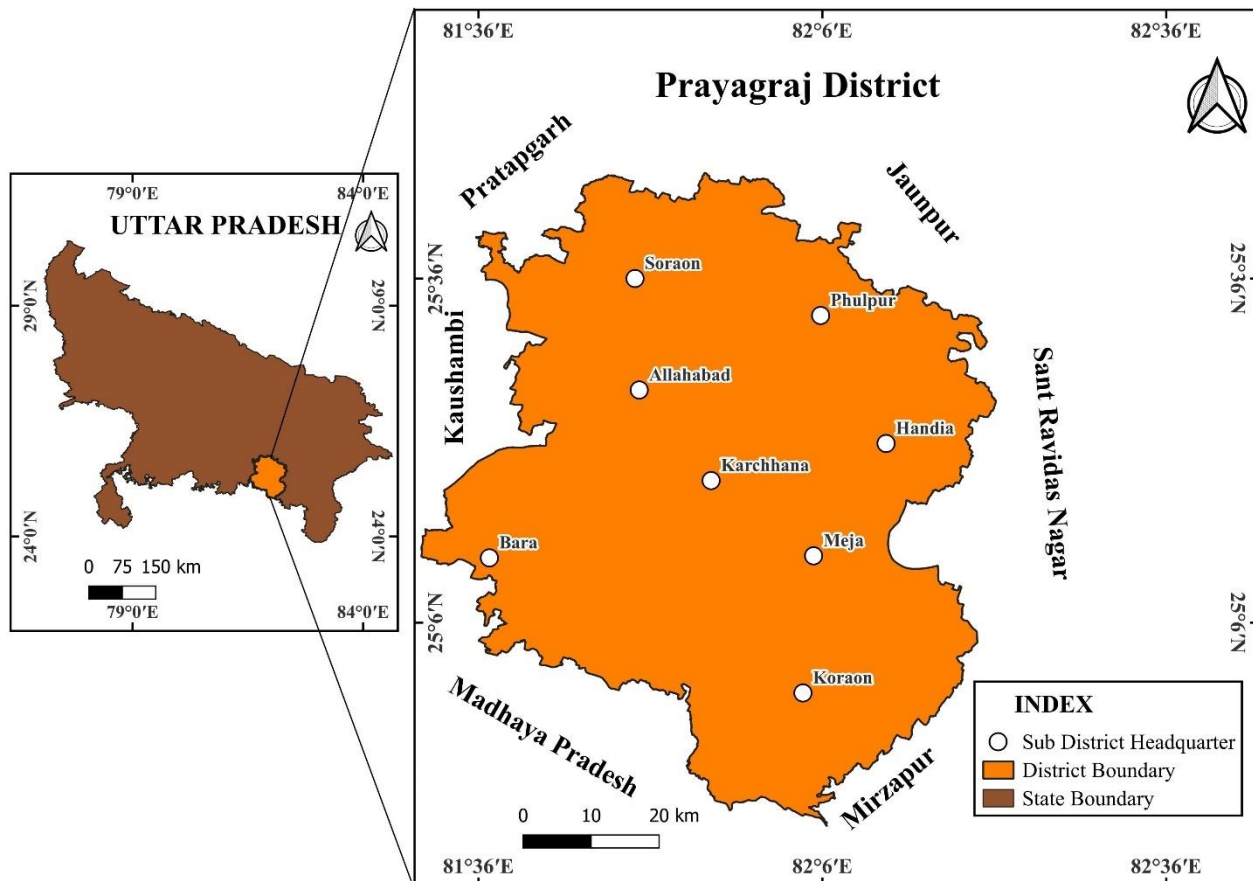 79°0′E
84°0′E
UTTAR PRADESH
29°0′N
29°0′N
24°0′N
24°0′N
0 75 150 km
79°0′E
84°0′E
81°36′E
82°6′E
82°36′E
Prayagraj District
Pratapgarh
Jaunpur
25°36′N
25°36′N
Soraon
Phulpur
Kaushambi
Allahabad
Sant Ravidas Nagar
Handia
Karchhana
Bara
Meja
25°6′N
25°6′N
Koraon
Madhaya Pradesh
Mirzapur
INDEX
Sub District Headquarter
District Boundary
State Boundary
0 10 20 km
81°36′E
82°6′E
82°36′E